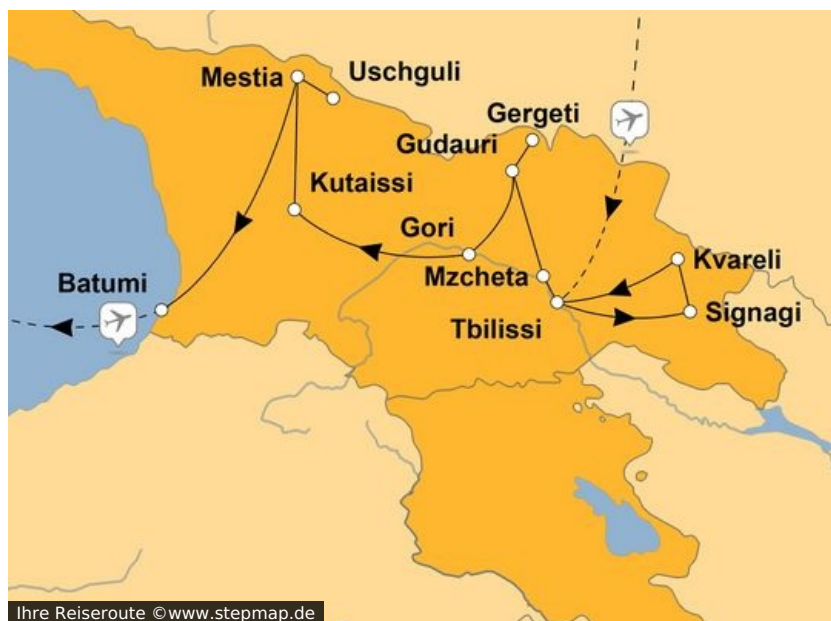 Mestia
Uschguli
Gergeti
Gudauri
Kutaissi
Gori
Kvareli
Mzcheta
Batumi
Signagi
Tbilissi
Ihre Reiseroute ©www.stepmap.de